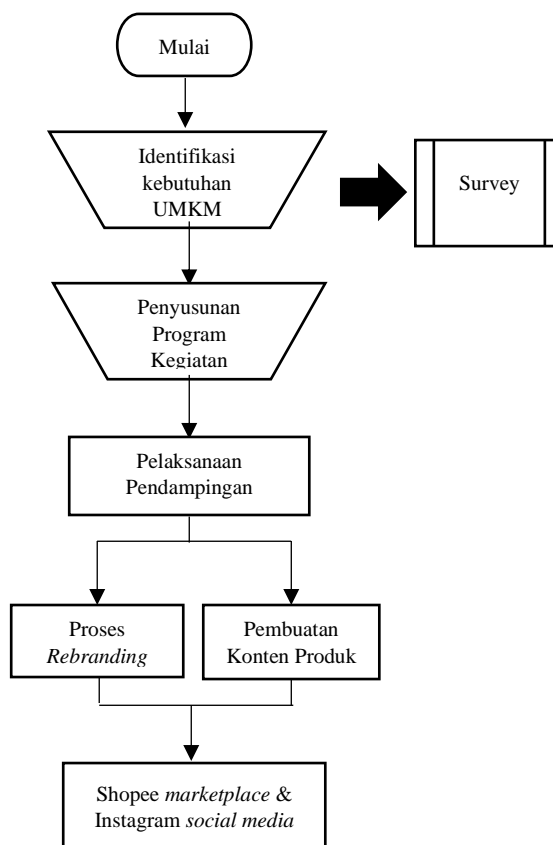 Mulai
Identifikasi
kebutuhan
UMKM
Survey
Penyusunan
Program
Kegiatan
Pelaksanaan
Pendampingan
Proses
Rebranding
Pembuatan
Konten Produk
Shopee marketplace &
Instagram social media